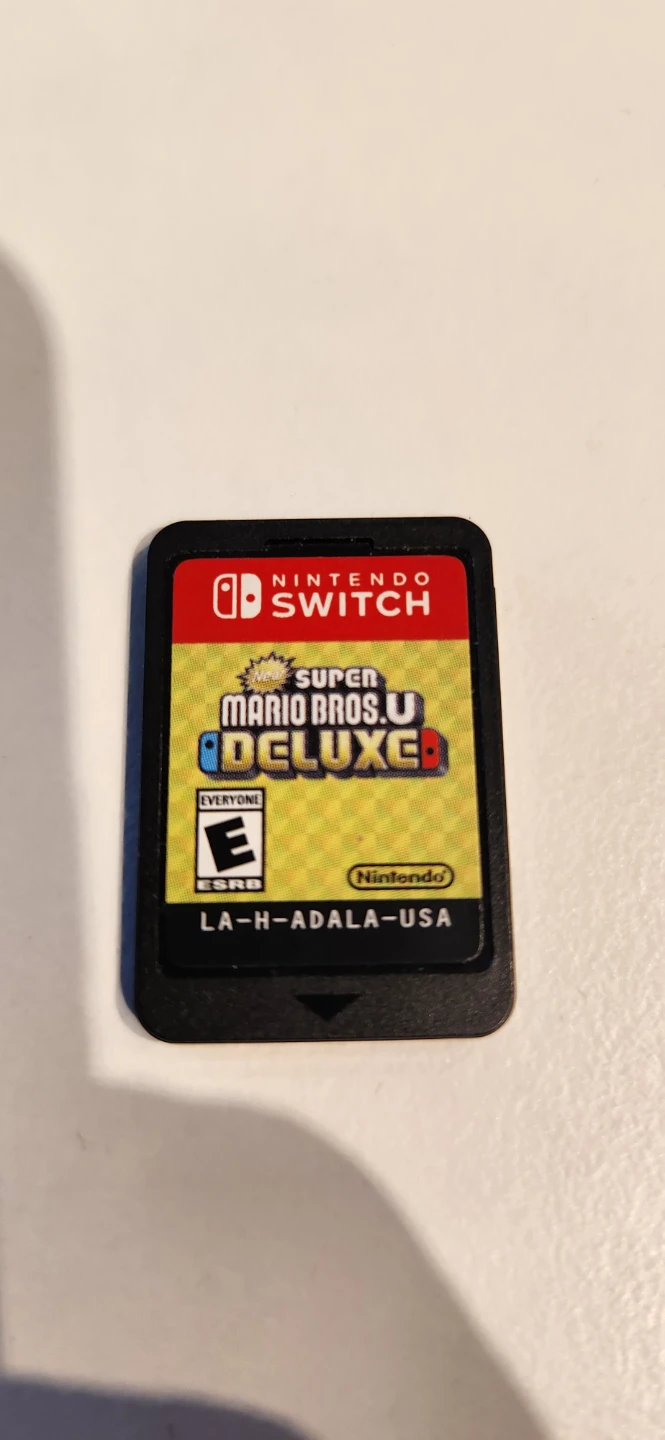 NINTENDO
SWITCH
New SUPER
MARIO BROS. U
DELUXE
EVERYONE
E
ESRB
Nintendo
LA-H-ADALA-USA